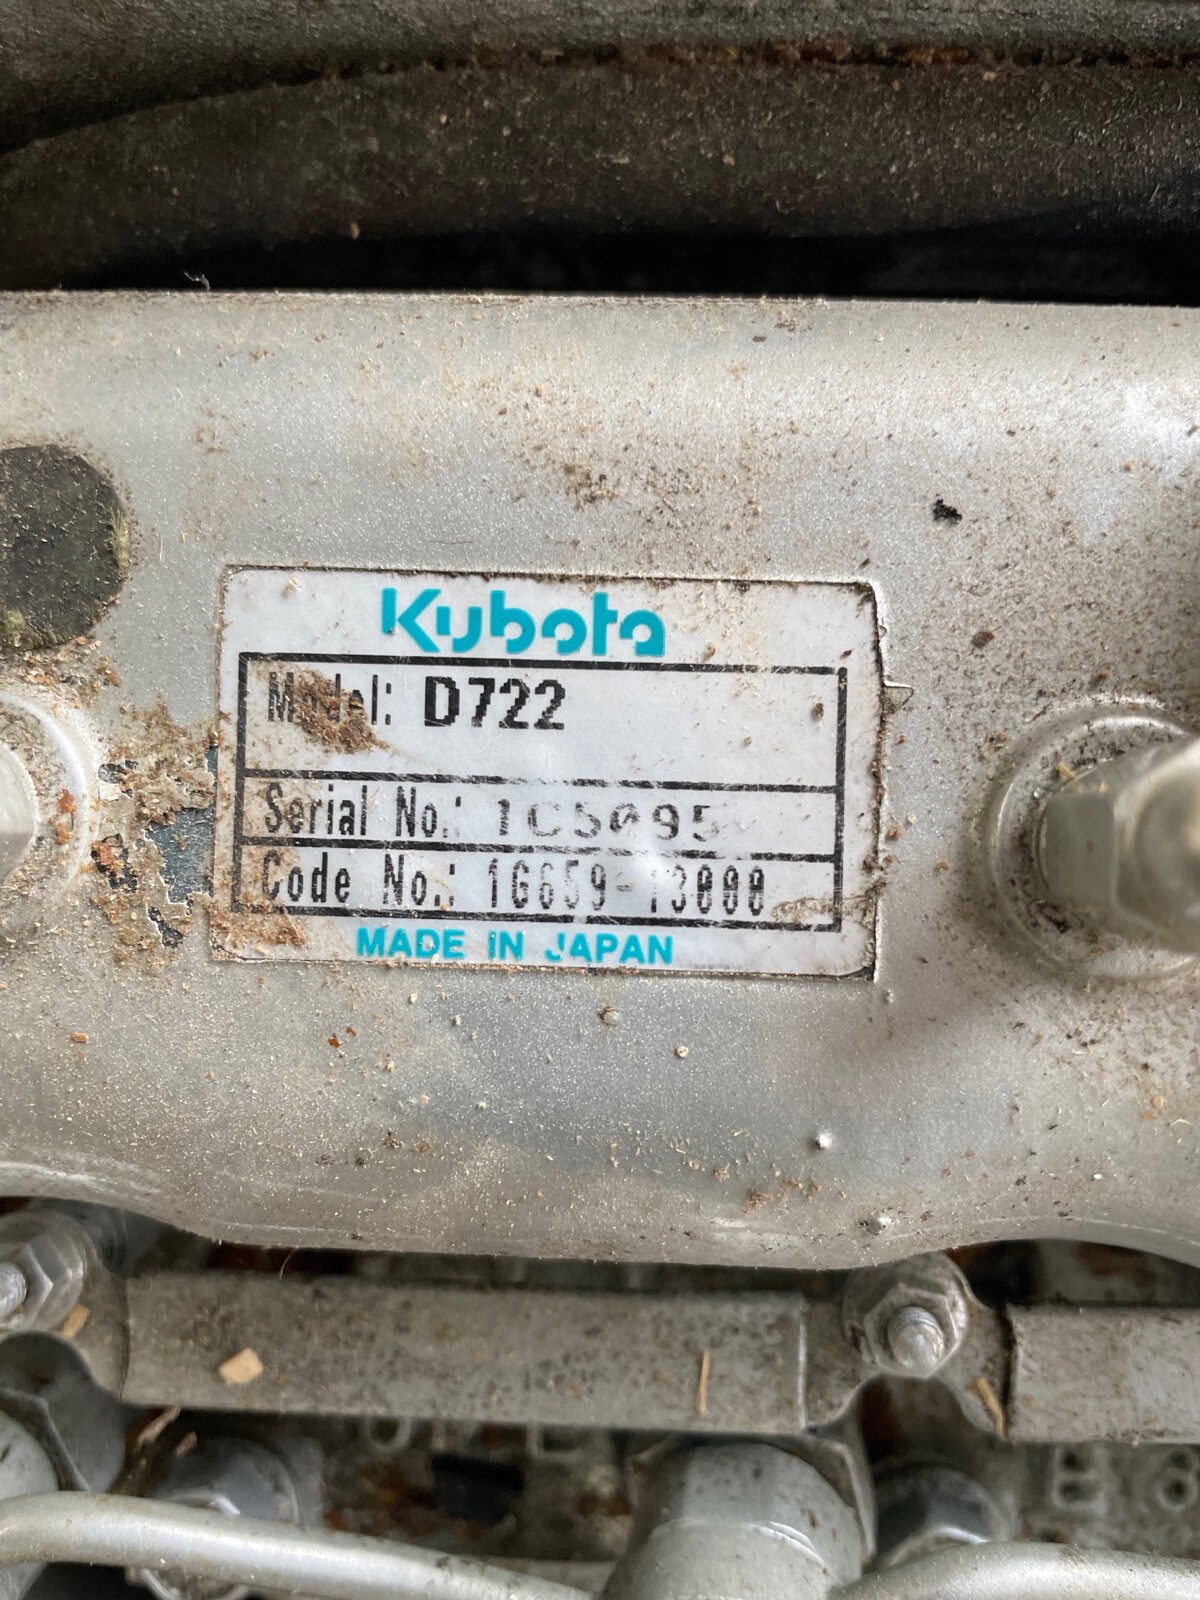 Kubota
Model: D722
Serial No.: 1C5095
Code No.: 1G659-13000
MADE IN JAPAN